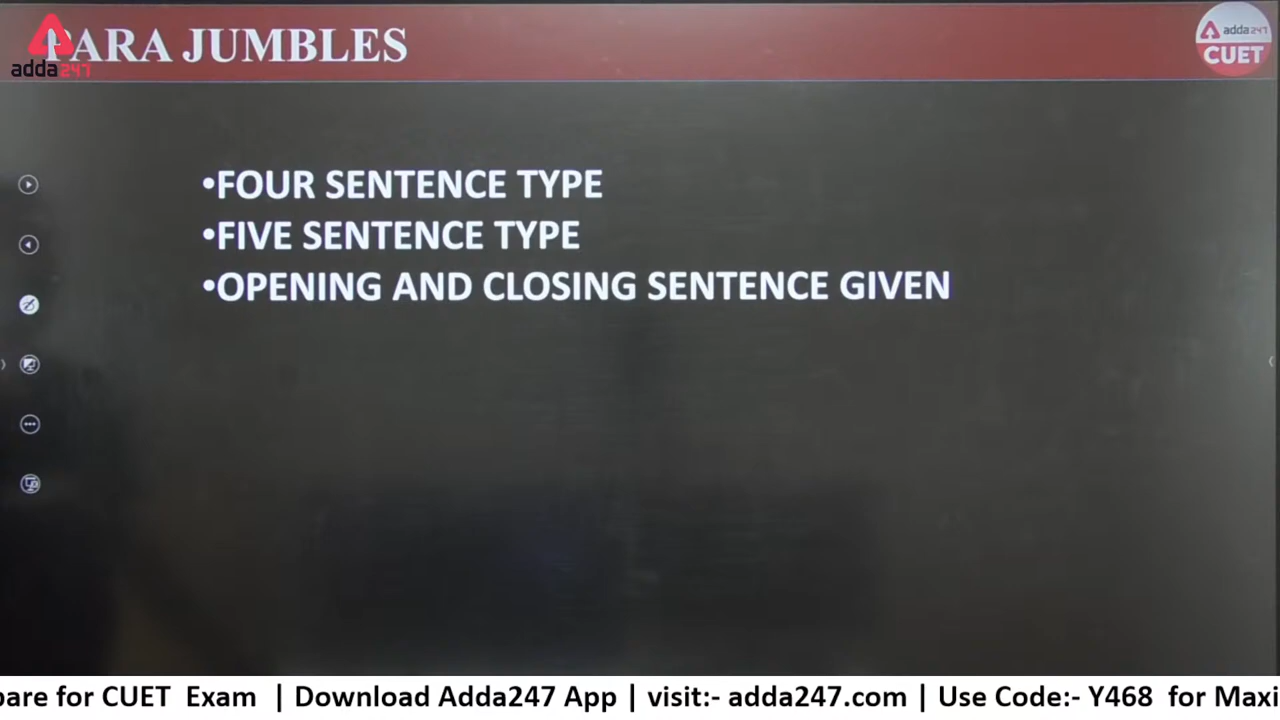 PARA JUMBLES
adda247
adda247
CUET
•FOUR SENTENCE TYPE
•FIVE SENTENCE TYPE
•OPENING AND CLOSING SENTENCE GIVEN
pare for CUET Exam | Download Adda247 App | visit:- adda247.com | Use Code:- Y468 for Maxi